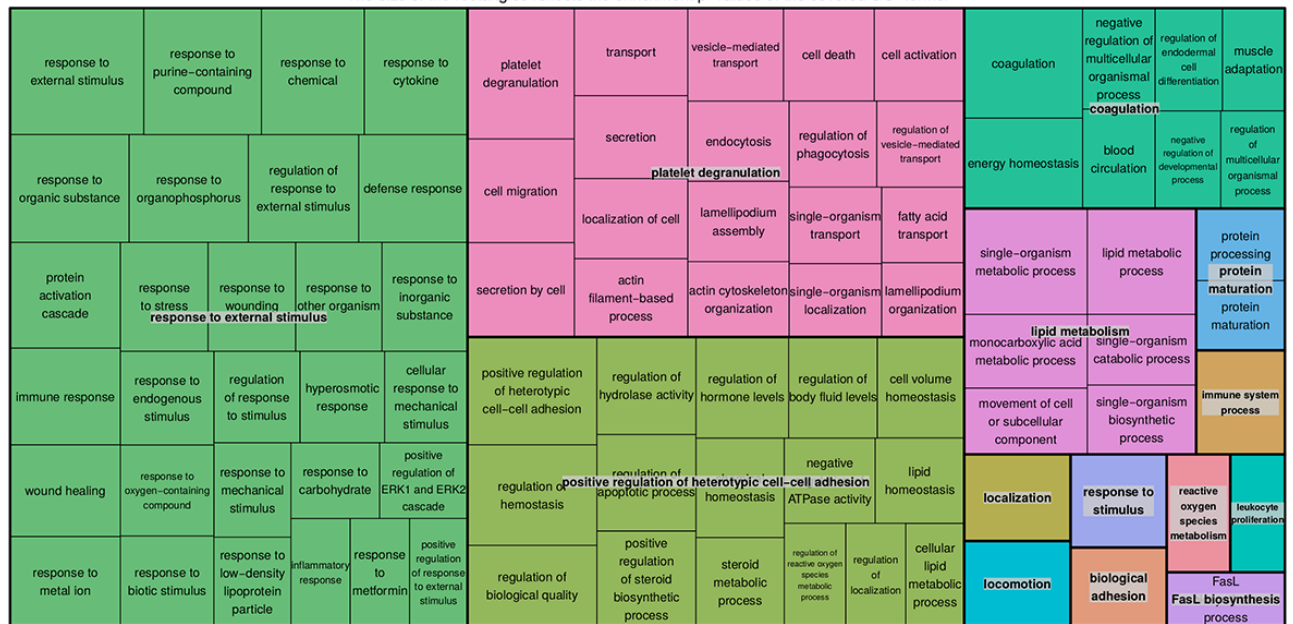 response to
external stimulus
response to
purine−containing
compound
response to
chemical
response to
cytokine
response to
organic substance
response to
organophosphorus
regulation of
response to
external stimulus
defense response
protein
activation
cascade
response
to stress
response to
wounding
response to
other organism
response to
inorganic
substance
response to external stimulus
immune response
response to
endogenous
stimulus
regulation
of response
to stimulus
hyperosmotic
response
cellular
response to
mechanical
stimulus
wound healing
response to
oxygen−containing
compound
response to
mechanical
stimulus
response to
carbohydrate
positive
regulation of
ERK1 and ERK2
cascade
response to
metal ion
response to
biotic stimulus
response to
low−density
lipoprotein
particle
inflammatory
response
response
to
metformin
positive
regulation
of response
to external
stimulus
platelet
degranulation
transport
vesicle−mediated
transport
cell death
cell activation
secretion
endocytosis
regulation of
phagocytosis
regulation of
vesicle−mediated
transport
platelet degranulation
cell migration
localization of cell
lamellipodium
assembly
single−organism
transport
fatty acid
transport
secretion by cell
actin
filament−based
process
actin cytoskeleton
organization
single−organism
localization
lamellipodium
organization
positive regulation
of heterotypic
cell−cell adhesion
regulation of
hydrolase activity
regulation of
hormone levels
regulation of
body fluid levels
cell volume
homeostasis
regulation of
hemostasis
regulation of
apoptotic process
homeostasis
negative
ATPase activity
lipid
homeostasis
positive regulation of heterotypic cell−cell adhesion
regulation of
biological quality
positive
regulation
of steroid
biosynthetic
process
steroid
metabolic
process
regulation of
reactive oxygen
species
metabolic
process
regulation
of
localization
cellular
lipid
metabolic
process
coagulation
negative
regulation of
multicellular
organismal
process
regulation of
endodermal
cell
differentiation
muscle
adaptation
coagulation
energy homeostasis
blood
circulation
negative
regulation of
developmental
process
regulation
of
multicellular
organismal
process
single−organism
metabolic process
lipid metabolic
process
lipid metabolism
monocarboxylic acid
metabolic process
single−organism
catabolic process
movement of cell
or subcellular
component
single−organism
biosynthetic
process
protein
processing
protein
maturation
protein
maturation
immune system
process
localization
response to
stimulus
reactive
oxygen
species
metabolism
leukocyte
proliferation
locomotion
biological
adhesion
FasL
FasL biosynthesis
process